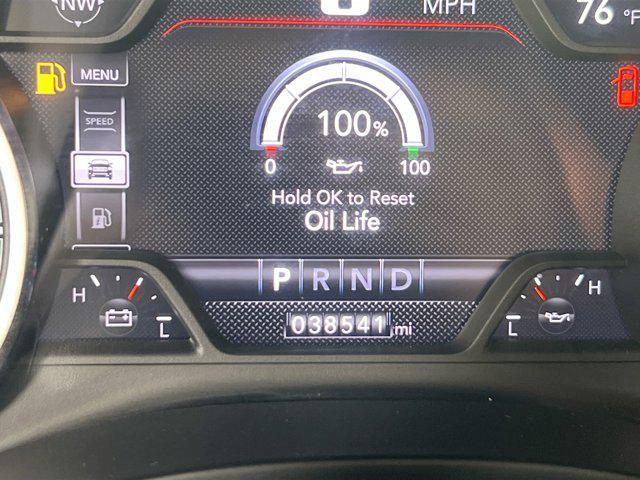 NW
MPH
76 °F
MENU
SPEED
100%
0 100
Hold OK to Reset
Oil Life
P R N D
H H
038541 mi
L L